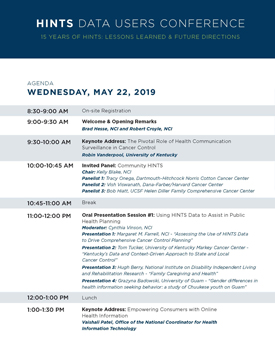 HINTS DATA USERS CONFERENCE
15 YEARS OF HINTS: LESSONS LEARNED & FUTURE DIRECTIONS
AGENDA
WEDNESDAY, MAY 22, 2019
8:30-9:00 AM On-site Registration
9:00-9:30 AM Welcome & Opening Remarks
Brad Hesse, NCI and Robert Croyle, NCI
9:30-10:00 AM Keynote Address: The Pivotal Role of Health Communication
Surveillance in Cancer Control
Robin Vanderpool, University of Kentucky
10:00-10:45 AM Invited Panel: Community HINTS
Chair: Kelly Blake, NCI
Panelist 1: Tracy Onega, Dartmouth-Hitchcock Norris Cotton Cancer Center
Panelist 2: Vish Viswanath, Dana-Farber/Harvard Cancer Center
Panelist 3: Bob Hiatt, UCSF Helen Diller Family Comprehensive Cancer Center
10:45-11:00 AM Break
11:00-12:00 PM Oral Presentation Session #1: Using HINTS Data to Assist in Public
Health Planning
Moderator: Cynthia Vinson, NCI
Presentation 1: Margaret M. Farrell, NCI - "Assessing the Use of HINTS Data
to Drive Comprehensive Cancer Control Planning"
Presentation 2: Tom Tucker, University of Kentucky Markey Cancer Center -
"Kentucky's Data and Context-Driven Approach to State and Local
Cancer Control"
Presentation 3: Hugh Berry, National Institute on Disability Independent Living
and Rehabilitation Research - "Family Caregiving and Health"
Presentation 4: Grazyna Badowski, University of Guam - "Gender differences in
health information seeking behavior: a study of Chuukese youth on Guam"
12:00-1:00 PM Lunch
1:00-1:30 PM Keynote Address: Empowering Consumers with Online
Health Information
Vaishali Patel, Office of the National Coordinator for Health
Information Technology